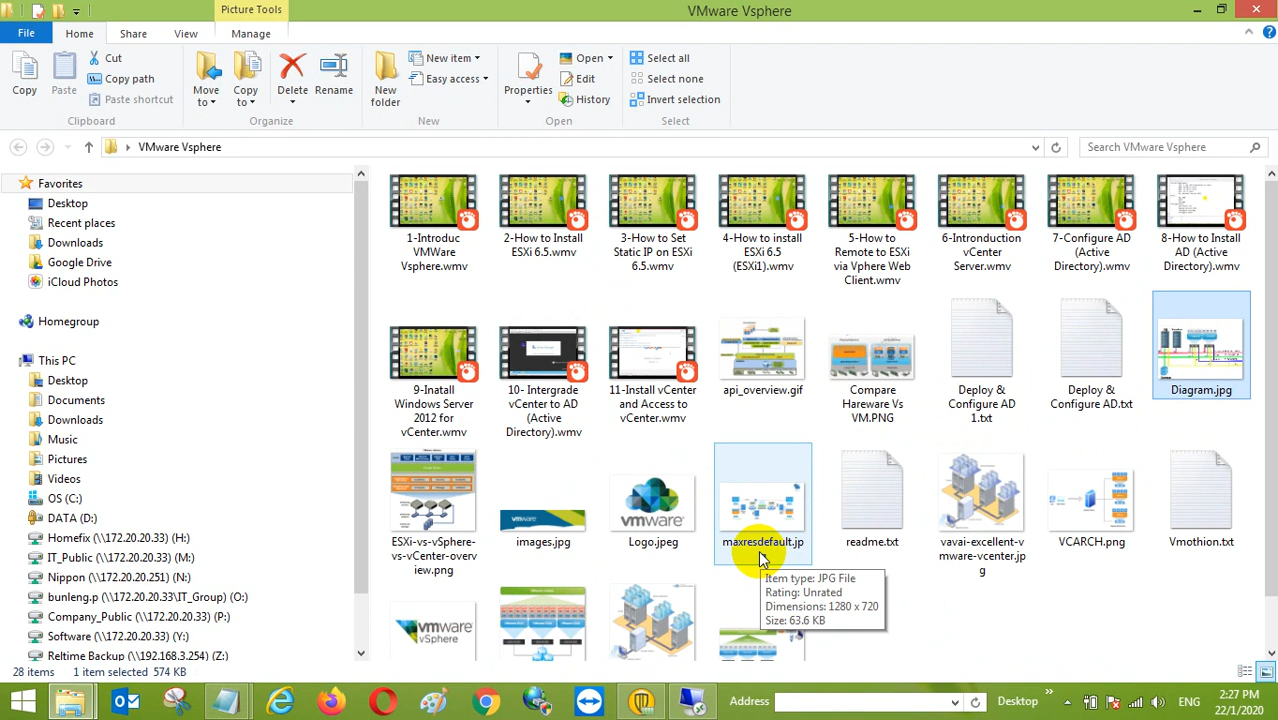 Picture Tools
VMware Vsphere
File
Home
Share
View
Manage
Copy
Paste
Cut
Copy path
Paste shortcut
Clipboard
Move to
Copy to
Delete
Rename
Organize
New folder
New item
Easy access
New
Properties
Open
Edit
History
Open
Select all
Select none
Invert selection
Select
VMware Vsphere
Search VMware Vsphere
Favorites
Desktop
Recent places
Downloads
Google Drive
iCloud Photos
Homegroup
This PC
Desktop
Documents
Downloads
Music
Pictures
Videos
OS (C:)
DATA (D:)
Homefix (\\172.20.20.33) (H:)
IT_Public (\\172.20.20.33) (M:)
Nippon (\\172.20.20.251) (N:)
bunleng.p (\\172.20.20.33\IT_Group) (O:)
Company_Public (\\172.20.20.33) (P:)
Software (\\172.20.20.33) (Y:)
Retime Backup (\\192.168.3.254) (Z:)
1-Introduc
VMWare
Vsphere.wmv
2-How to Install
ESXi 6.5.wmv
3-How to Set
Static IP on ESXi
6.5.wmv
4-How to install
ESXi 6.5
(ESXi1).wmv
5-How to
Remote to ESXi
via Vphere Web
Client.wmv
6-Intronduction
vCenter
Server.wmv
7-Configure AD
(Active
Directory).wmv
8-How to Install
AD (Active
Directory).wmv
9-Inatall
Windows Server
2012 for
vCenter.wmv
10- Intergrade
vCenter to AD
(Active
Directory).wmv
11-Install vCenter
and Access to
vCenter.wmv
api_overview.gif
Compare
Hareware Vs
VM.PNG
Deploy &
Configure AD
1.txt
Deploy &
Configure AD.txt
Diagram.jpg
ESXi-vs-vSphere-
vs-vCenter-overv
iew.png
vmware
images.jpg
vmware
Logo.jpeg
maxresdefault.jp
readme.txt
vavai-excellent-v
mware-vcenter.jp
g
VCARCH.png
Vmothion.txt
Item type: JPG File
Rating: Unrated
Dimensions: 1280 x 720
Size: 63.6 KB
vmware
vSphere
28 items
1 item selected 574 KB
Address
Desktop
ENG
2:27 PM
22/1/2020